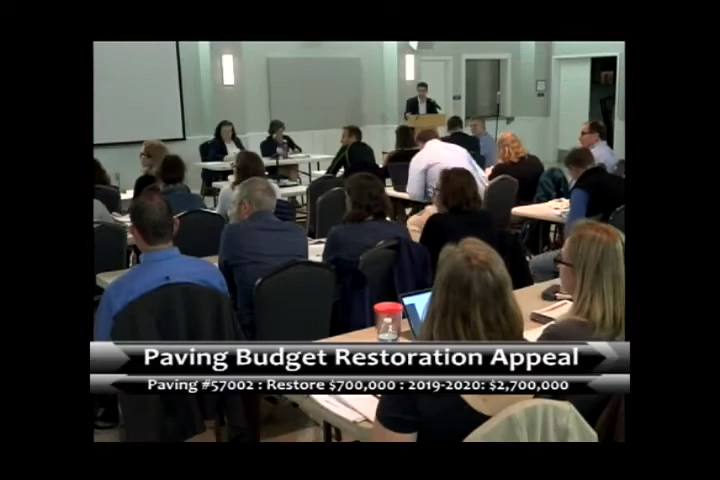 Paving Budget Restoration Appeal
Paving #57002 : Restore $700,000 : 2019-2020: $2,700,000